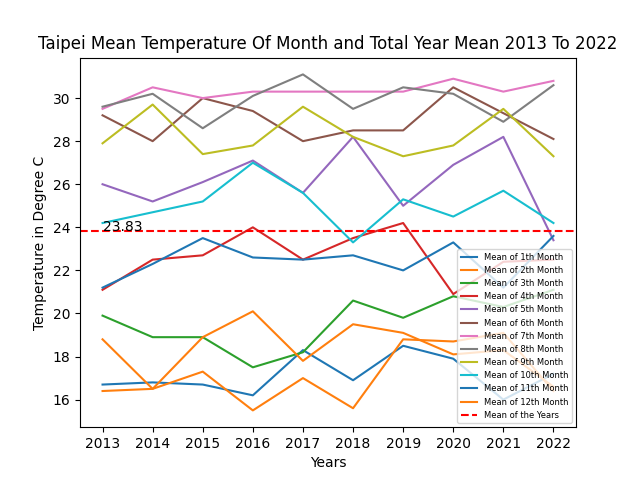 Taipei Mean Temperature Of Month and Total Year Mean 2013 To 2022
Temperature in Degree C
30
28
26
24
22
20
18
16
23.83
Mean of 1th Month
Mean of 2th Month
Mean of 3th Month
Mean of 4th Month
Mean of 5th Month
Mean of 6th Month
Mean of 7th Month
Mean of 8th Month
Mean of 9th Month
Mean of 10th Month
Mean of 11th Month
Mean of 12th Month
Mean of the Years
2013 2014 2015 2016 2017 2018 2019 2020 2021 2022
Years